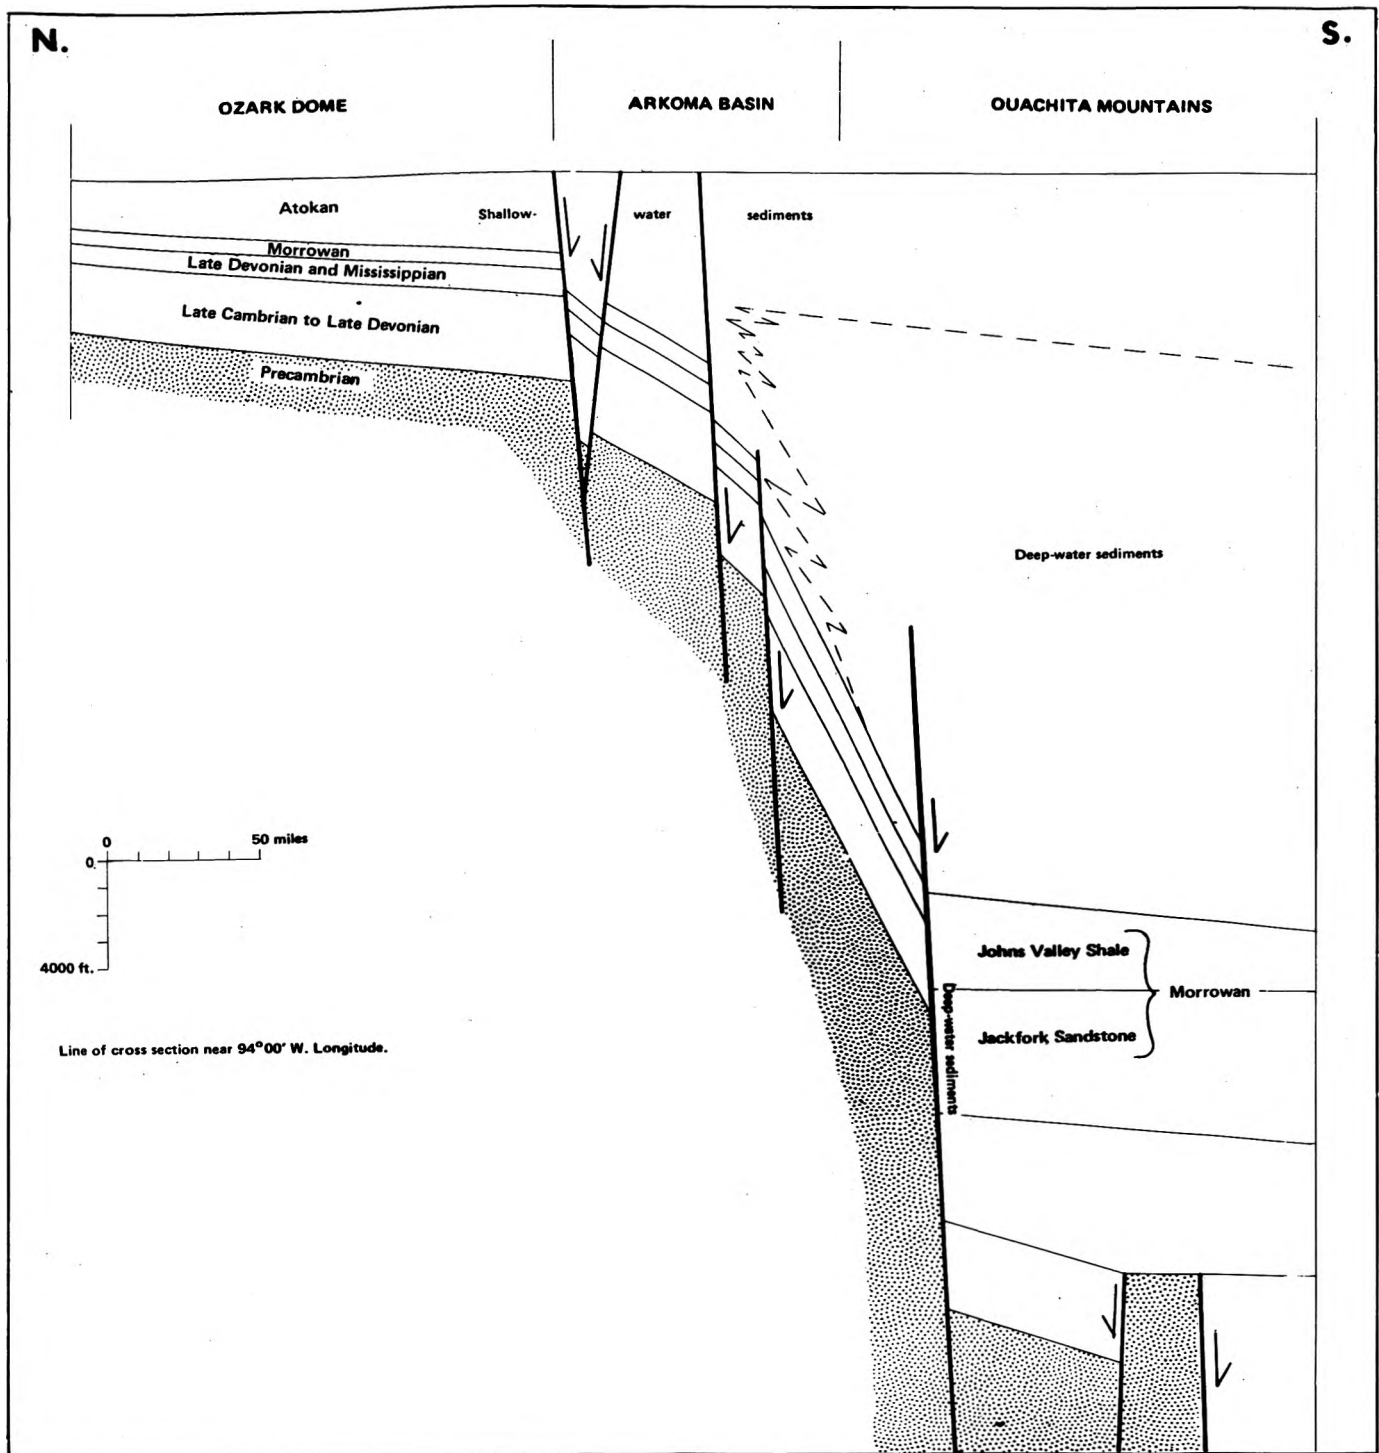 N.
S.
OZARK DOME
ARKOMA BASIN
OUACHITA MOUNTAINS
Atokan
Shallow-
water
sediments
Morrowan
Late Devonian and Mississippian
Late Cambrian to Late Devonian
Precambrian
Deep-water sediments
0
50 miles
0
4000 ft.
Line of cross section near 94°00' W. Longitude.
Johns Valley Shale
Morrowan
Jackfork Sandstone
Deep-water sediments